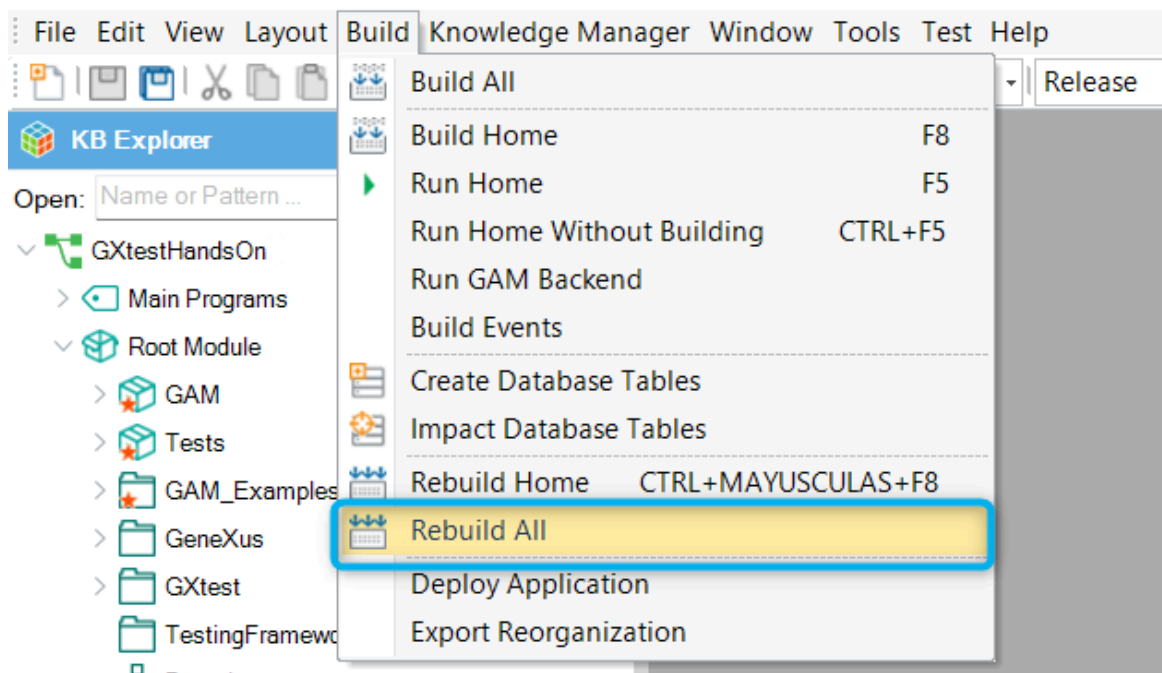 File Edit View Layout Build Knowledge Manager Window Tools Test Help
Release
KB Explorer
Open: Name or Pattern ...
GXtestHandsOn
Main Programs
Root Module
GAM
Tests
GAM_Examples
GeneXus
GXtest
TestingFramewo
Build All
Build Home F8
Run Home F5
Run Home Without Building CTRL+F5
Run GAM Backend
Build Events
Create Database Tables
Impact Database Tables
Rebuild Home CTRL+MAYUSCULAS+F8
Rebuild All
Deploy Application
Export Reorganization